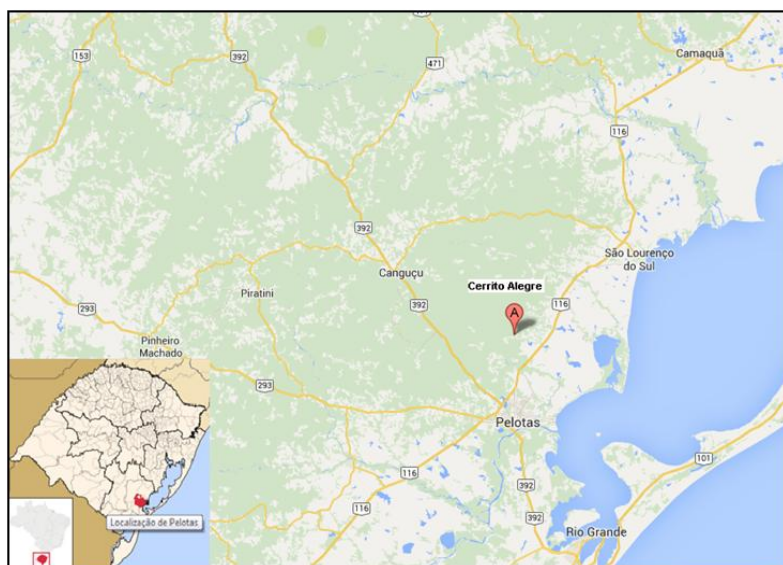 153
392
471
Camaquã
116
392
São Lourenço
do Sul
Canguçu
Cerrito Alegre
Piratini
293
392
116
A
Pinheiro
Machado
293
Pelotas
101
116
392
116
392
Rio Grande
Localização de Pelotas